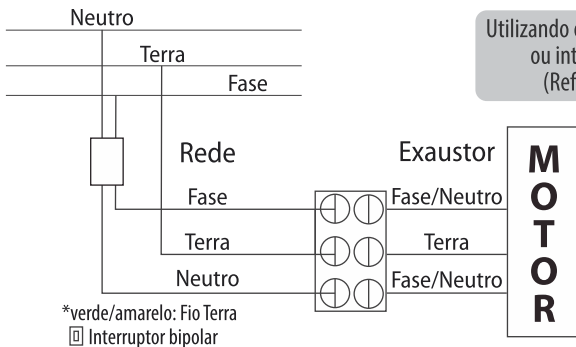 Neutro
Terra
Fase
Utilizando
ou
(Ref
Rede
Exaustor
Fase
Fase/Neutro
Terra
Terra
Neutro
Fase/Neutro
MOTOR
*verde/amarelo: Fio Terra
Interruptor bipolar